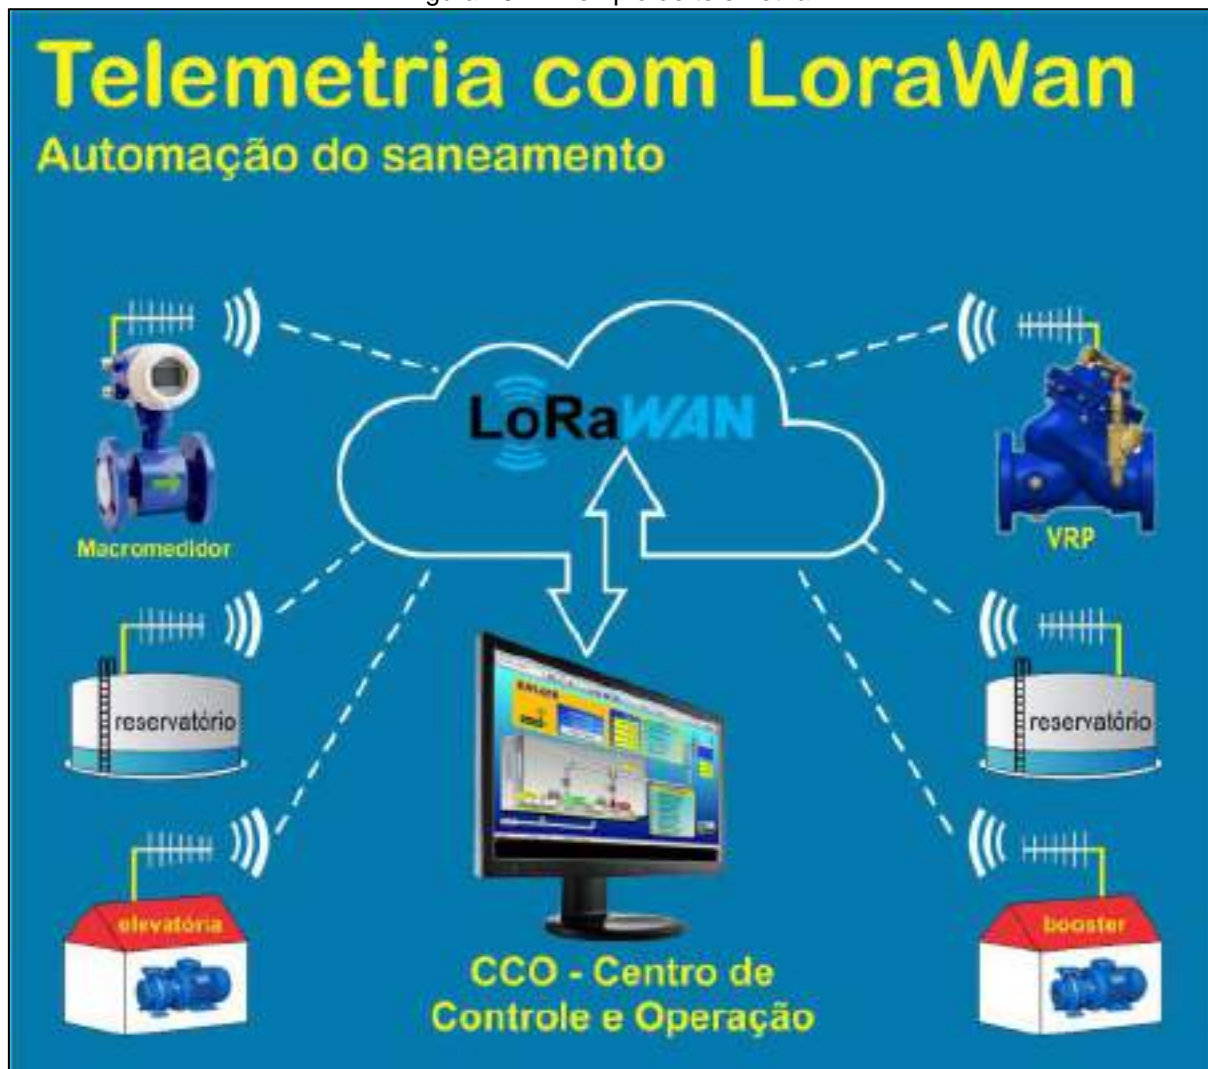 Telemetria com LoraWan
Automação do saneamento
LoRaWAN
Macromedidor
VRP
reservatório
reservatório
elevatória
booster
CCO - Centro de
Controle e Operação